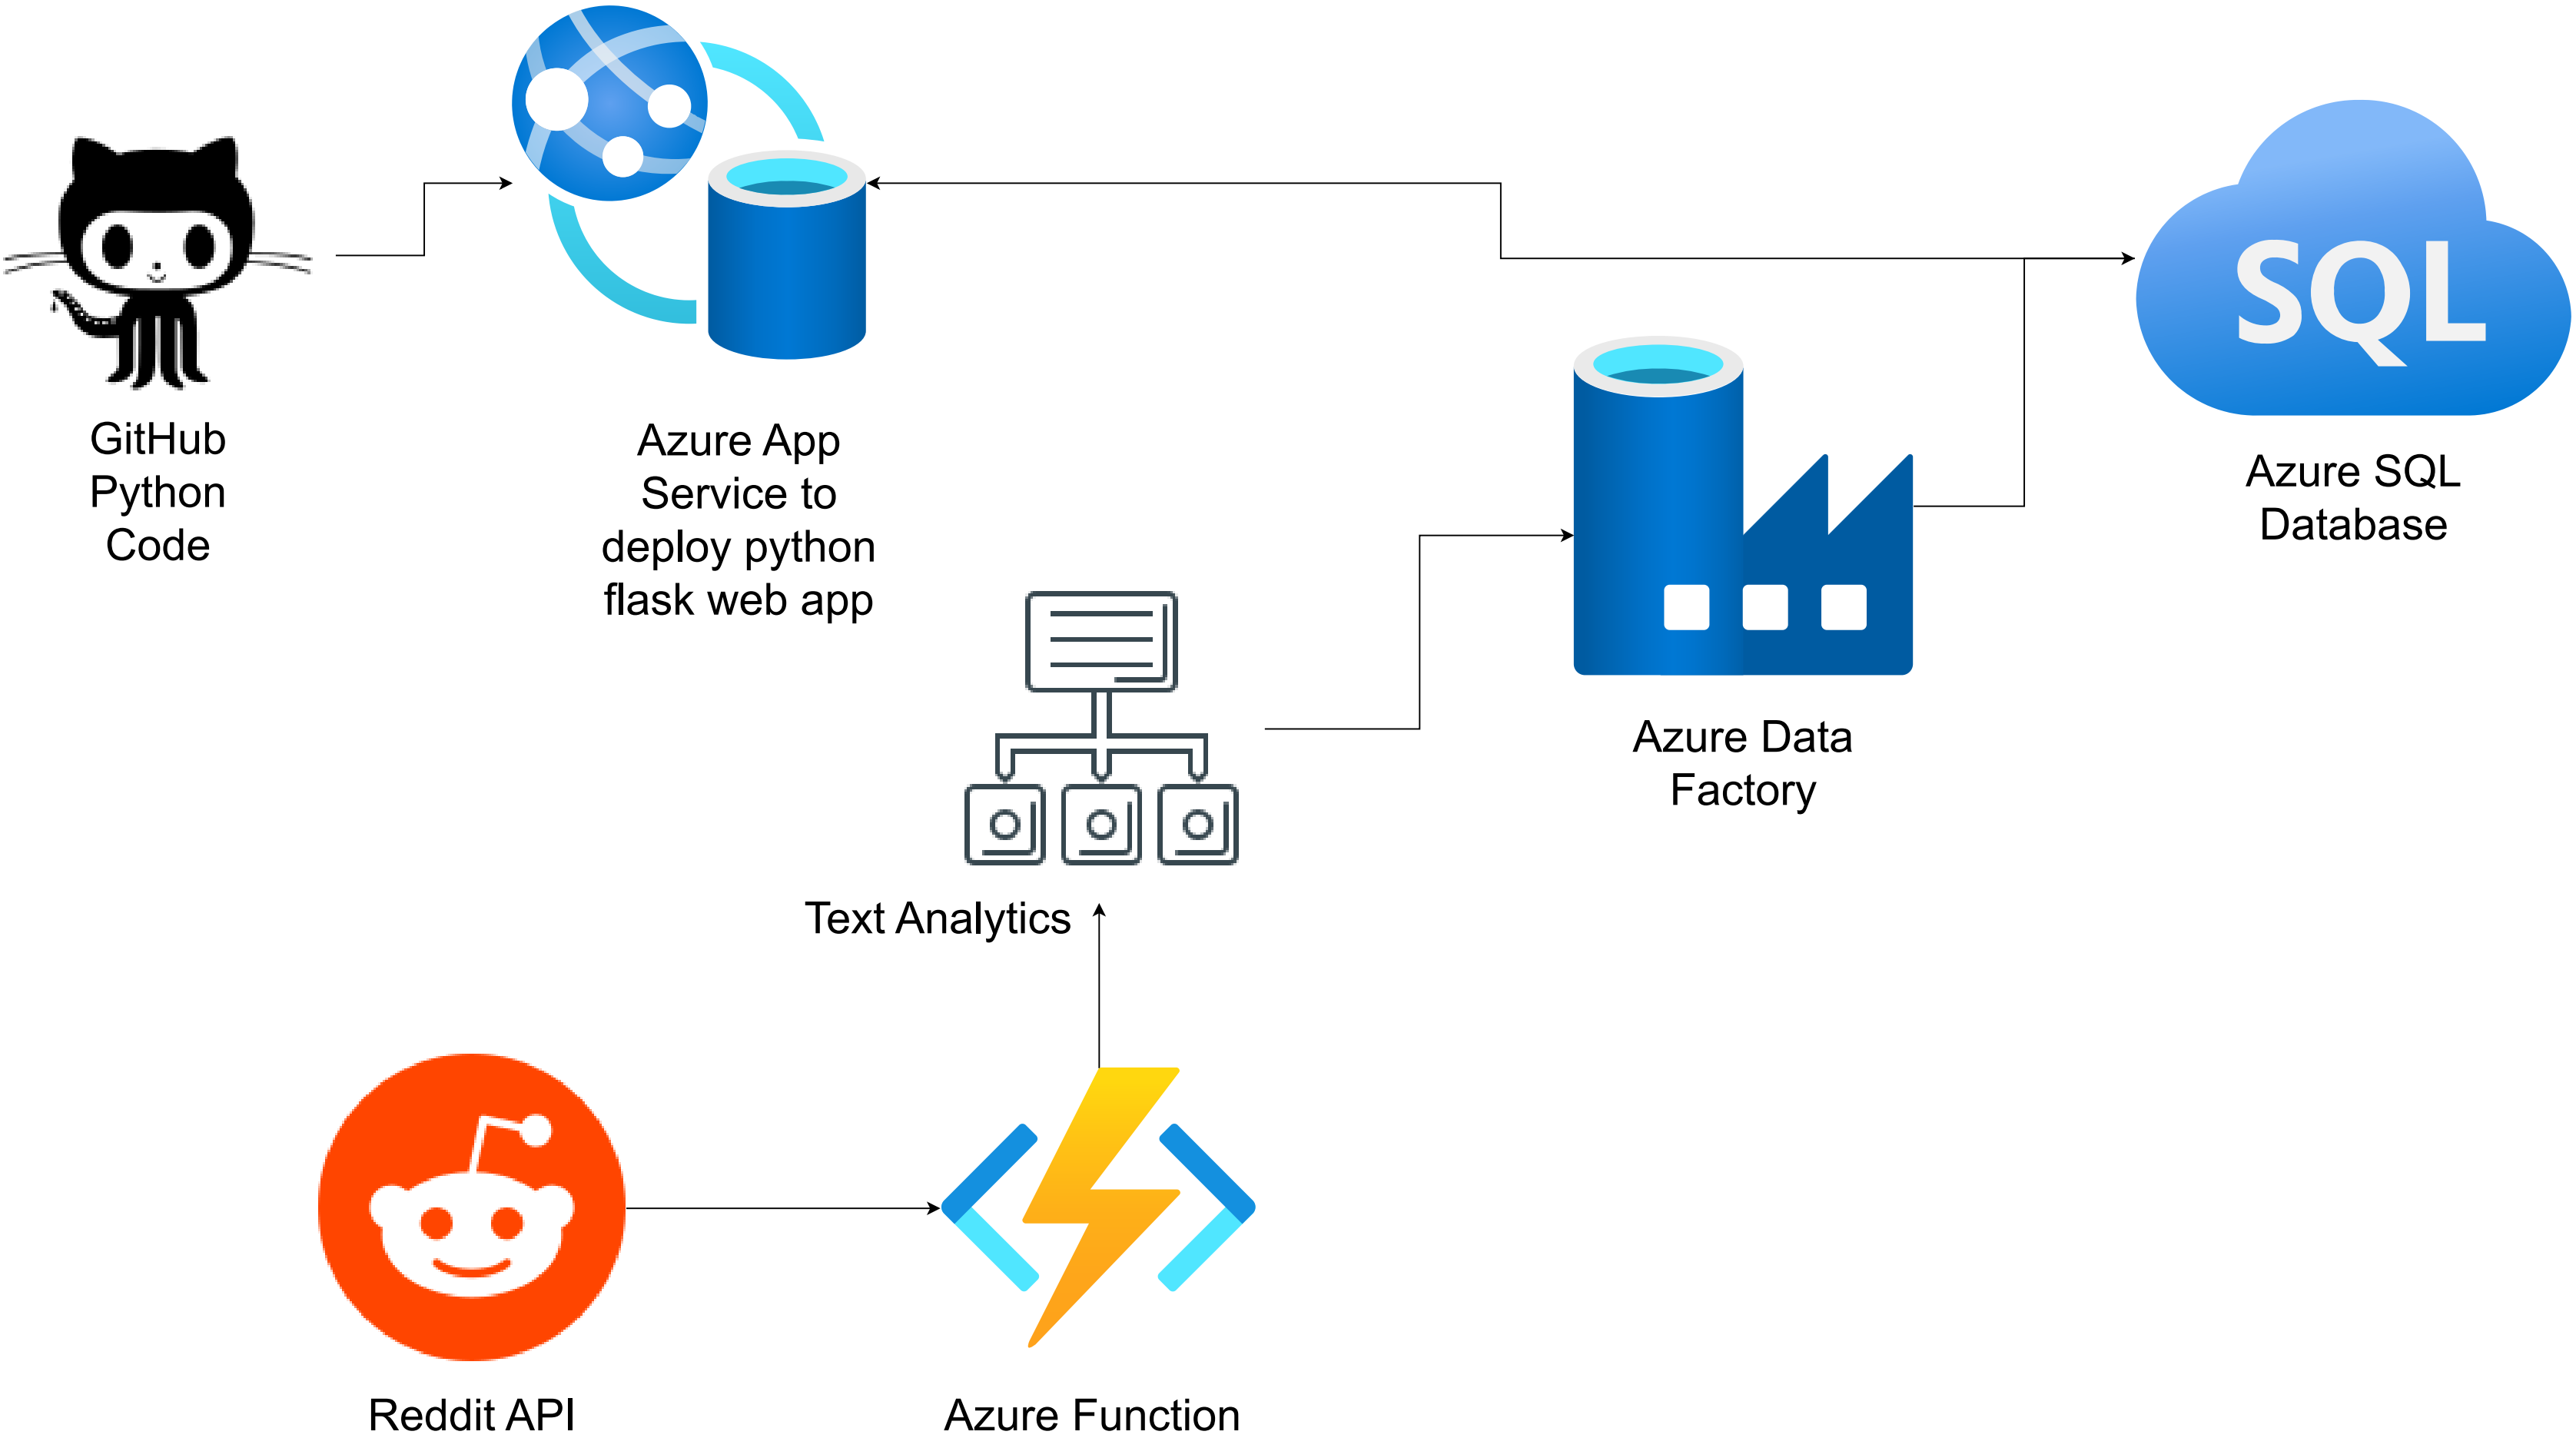 GitHub
Python
Code
Azure App
Service to
deploy python
flask web app
SQL
Azure SQL
Database
Azure Data
Factory
Text Analytics
Reddit API
Azure Function